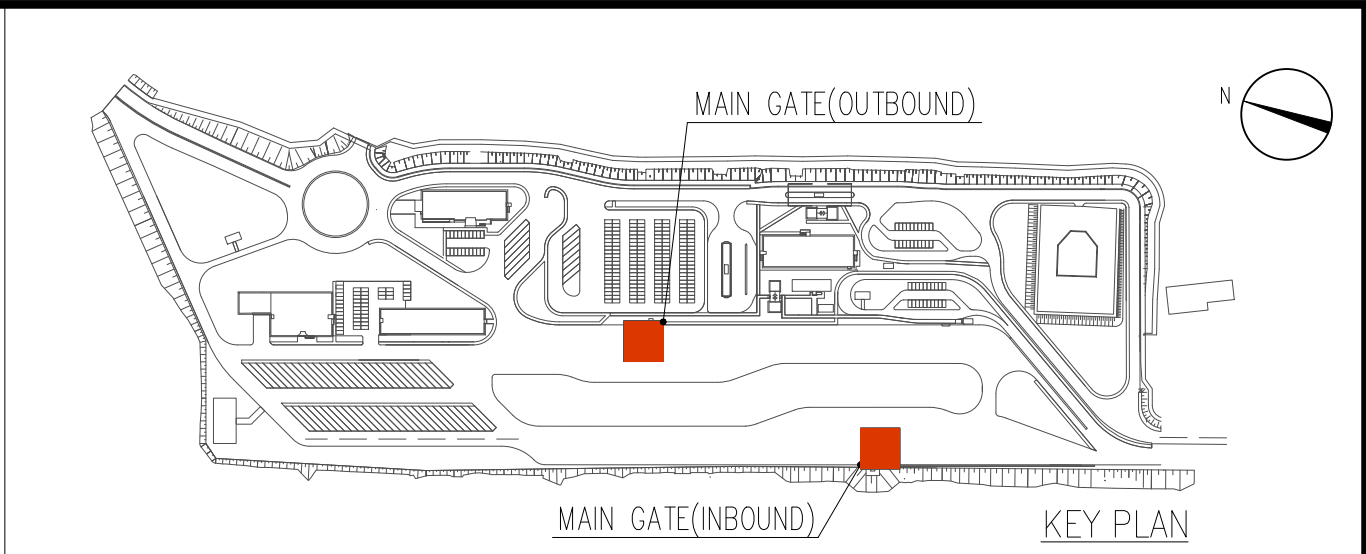 MAIN GATE(OUTBOUND)
N
MAIN GATE(INBOUND)
KEY PLAN